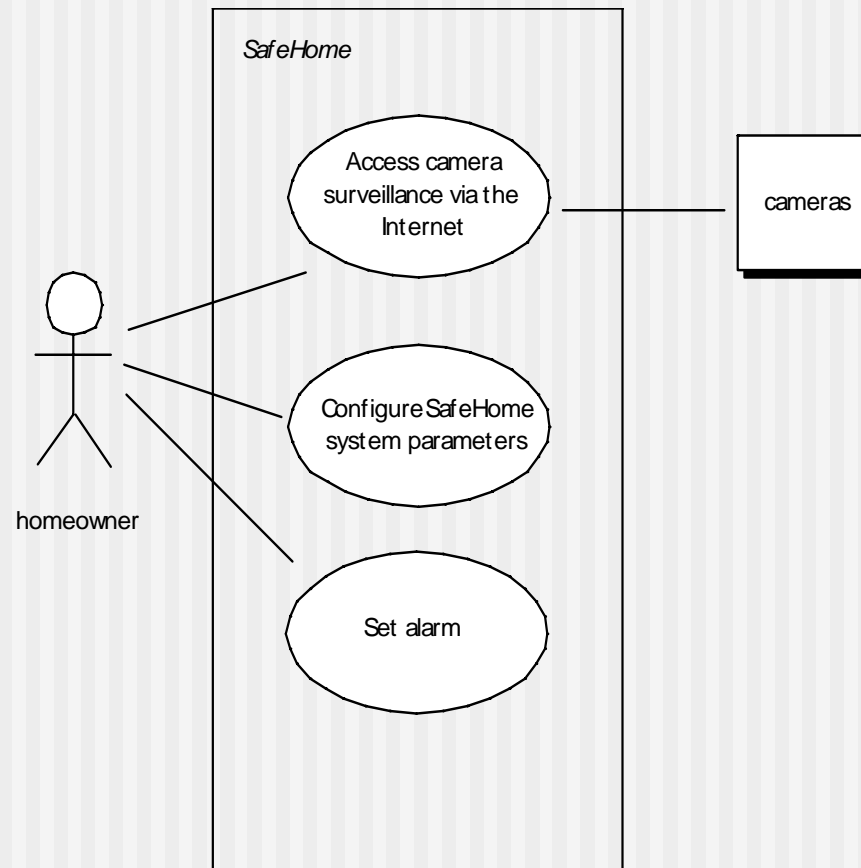 SafeHome
Access camera
surveillance via the
Internet
cameras
Configure SafeHome
system parameters
homeowner
Set alarm